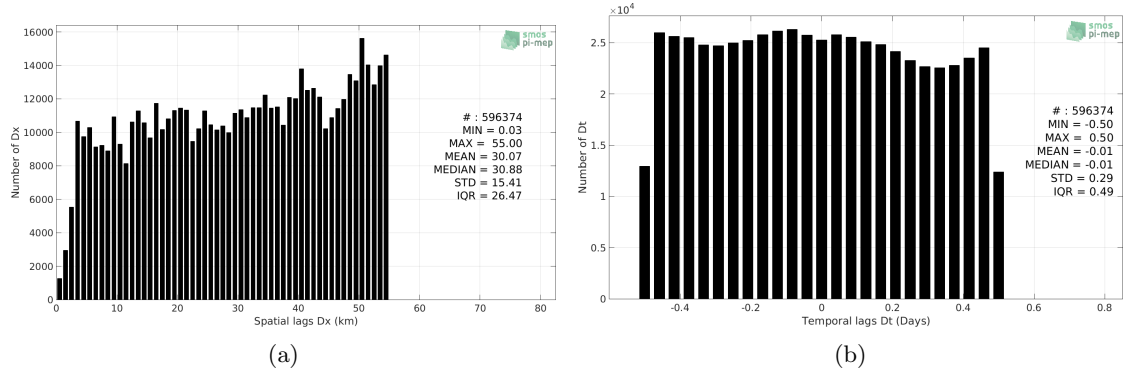 16000
14000
12000
10000
8000
6000
4000
2000
0
Number of Dx
smos
pi-mep
# : 596374
MIN = 0.03
MAX = 55.00
MEAN = 30.07
MEDIAN = 30.88
STD = 15.41
IQR = 26.47
0 10 20 30 40 50 60 70 80
Spatial lags Dx (km)
(a)
×10⁴
2.5
2
1.5
1
0.5
0
Number of Dt
smos
pi-mep
# : 596374
MIN = -0.50
MAX = 0.50
MEAN = -0.01
MEDIAN = -0.01
STD = 0.29
IQR = 0.49
-0.4 -0.2 0 0.2 0.4 0.6 0.8
Temporal lags Dt (Days)
(b)